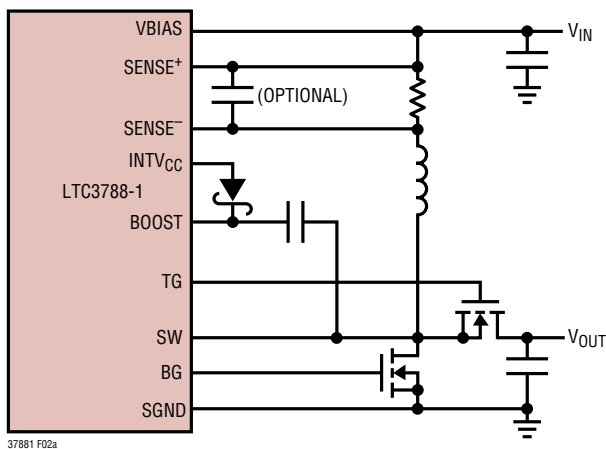 VBIAS
V_IN
SENSE⁺
(OPTIONAL)
SENSE⁻
INTV_CC
LTC3788-1
BOOST
TG
SW
V_OUT
BG
SGND
37881 F02a